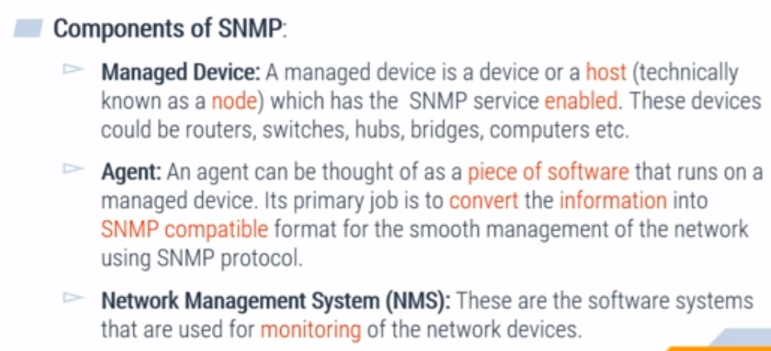 Components of SNMP:
Managed Device: A managed device is a device or a host (technically
known as a node) which has the SNMP service enabled. These devices
could be routers, switches, hubs, bridges, computers etc.
Agent: An agent can be thought of as a piece of software that runs on a
managed device. Its primary job is to convert the information into
SNMP compatible format for the smooth management of the network
using SNMP protocol.
Network Management System (NMS): These are the software systems
that are used for monitoring of the network devices.